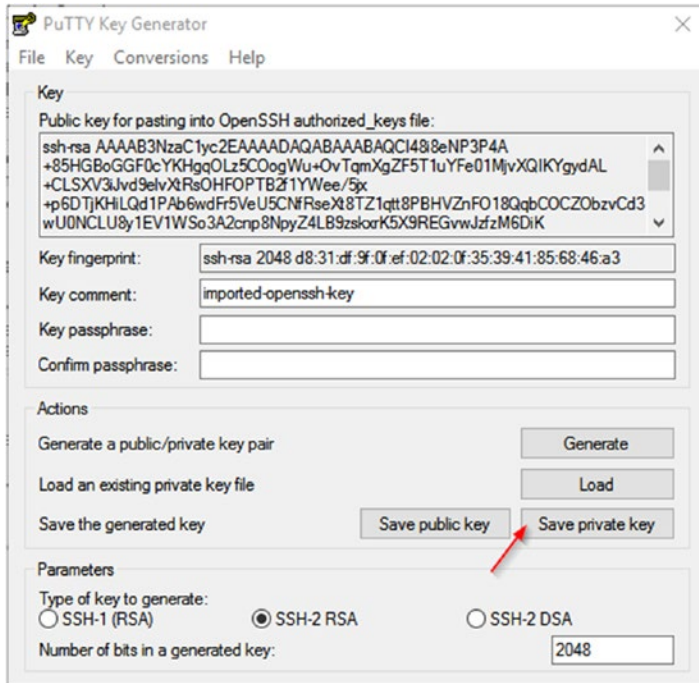 PuTTY Key Generator
File Key Conversions Help
Key
Public key for pasting into OpenSSH authorized_keys file:
ssh-rsa AAAAB3NzaC1yc2EAAAADAQABAAABAQCI48i8eNP3P4A
+85HGBoGGF0cYKHgqOLz5COogWu+OvTqmXgZF5T1uYFe01MjvXQIKYgydAL
+CLSXV3iJvd9elvXtRsOHFOPTB2f1YWee/5jx
+p6DTjKHiLQd1PAb6wdFr5VeU5CNfRseXt8TZ1qtt8PBHVZnFO18QqbCOCZObzvCd3
wU0NCLU8y1EV1WSo3A2cnp8NpyZ4LB9zskxrK5X9REGvwJzfzM6DiK
Key fingerprint: ssh-rsa 2048 d8:31:df:9f:0f:ef:02:02:0f:35:39:41:85:68:46:a3
Key comment: imported-openssh-key
Key passphrase:
Confirm passphrase:
Actions
Generate a public/private key pair Generate
Load an existing private key file Load
Save the generated key Save public key Save private key
Parameters
Type of key to generate:
SSH-1 (RSA) SSH-2 RSA SSH-2 DSA
Number of bits in a generated key: 2048